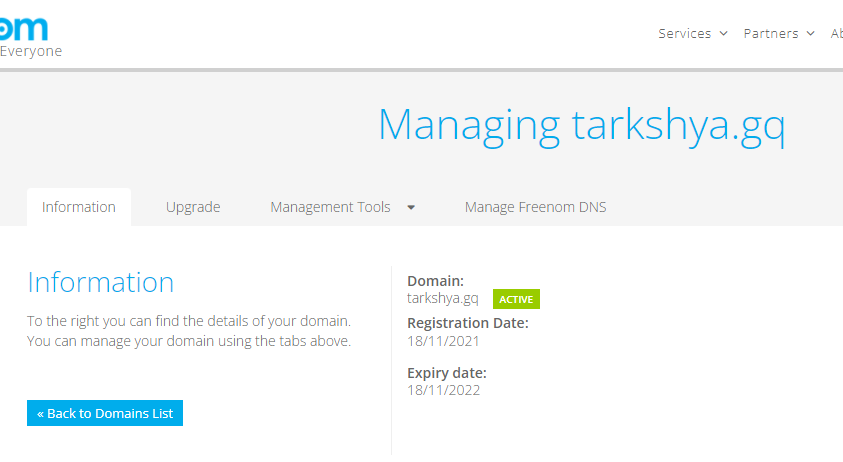 om
Everyone
Services
Partners
Ab
Managing tarkshya.gq
Information
Upgrade
Management Tools
Manage Freenom DNS
Information
To the right you can find the details of your domain.
You can manage your domain using the tabs above.
« Back to Domains List
Domain:
tarkshya.gq ACTIVE
Registration Date:
18/11/2021
Expiry date:
18/11/2022